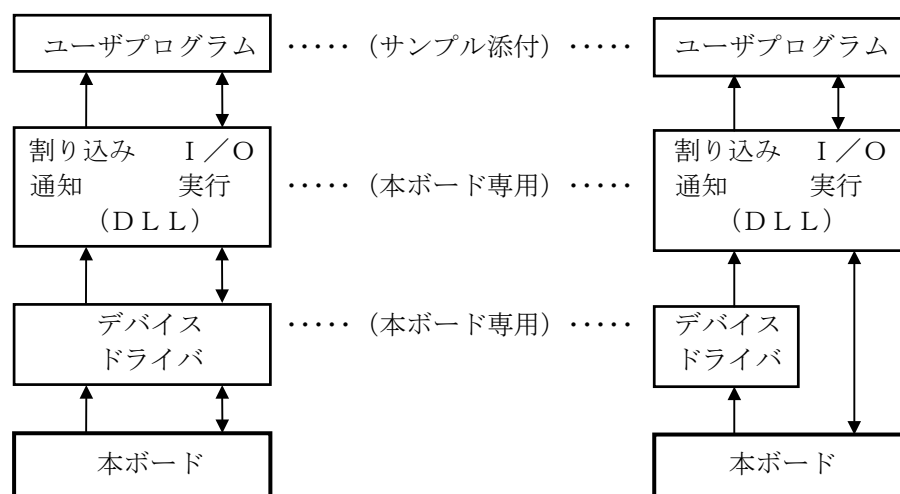 ユーザプログラム ・・・・・（サンプル添付）・・・・・ ユーザプログラム
割り込み Ｉ／Ｏ 割り込み Ｉ／Ｏ
通知 実行 ・・・・・（本ボード専用）・・・・・ 通知 実行
（ＤＬＬ） （ＤＬＬ）
デバイス ・・・・・（本ボード専用）・・・・・ デバイス
ドライバ ドライバ
本ボード 本ボード